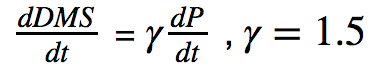 dDMS/dt = γ dP/dt , γ = 1.5